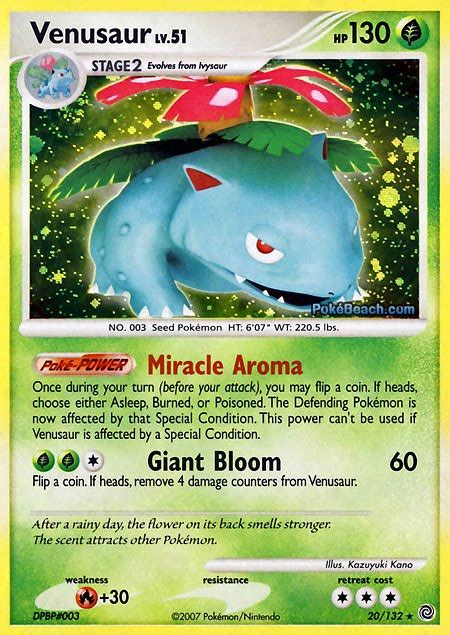 Venusaur LV.51 HP 130
STAGE2 Evolves from Ivysaur
PokéBeach.com
NO. 003 Seed Pokémon HT: 6'07" WT: 220.5 lbs.
Poké-POWER Miracle Aroma
Once during your turn (before your attack), you may flip a coin. If heads,
choose either Asleep, Burned, or Poisoned. The Defending Pokémon is
now affected by that Special Condition. This power can't be used if
Venusaur is affected by a Special Condition.
Giant Bloom 60
Flip a coin. If heads, remove 4 damage counters from Venusaur.
After a rainy day, the flower on its back smells stronger.
The scent attracts other Pokémon.
Illus. Kazuyuki Kano
weakness resistance retreat cost
+30
DPBP#003 ©2007 Pokémon/Nintendo 20/132 ★